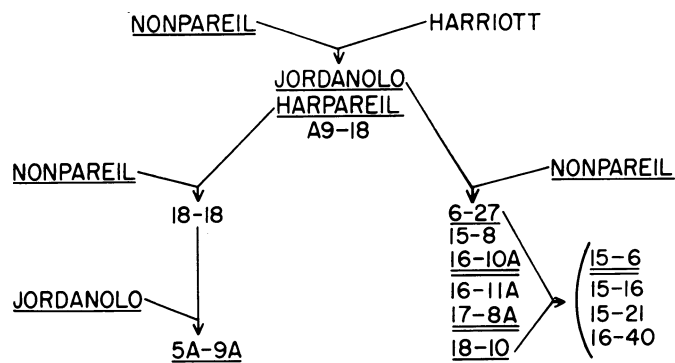 NONPAREIL HARRIOTT
JORDANOLO
HARPAREIL
A9-18
NONPAREIL NONPAREIL
18-18 6-27
15-8
16-10A 15-6
16-11A 15-16
JORDANOLO 17-8A 15-21
5A-9A 18-10 16-40